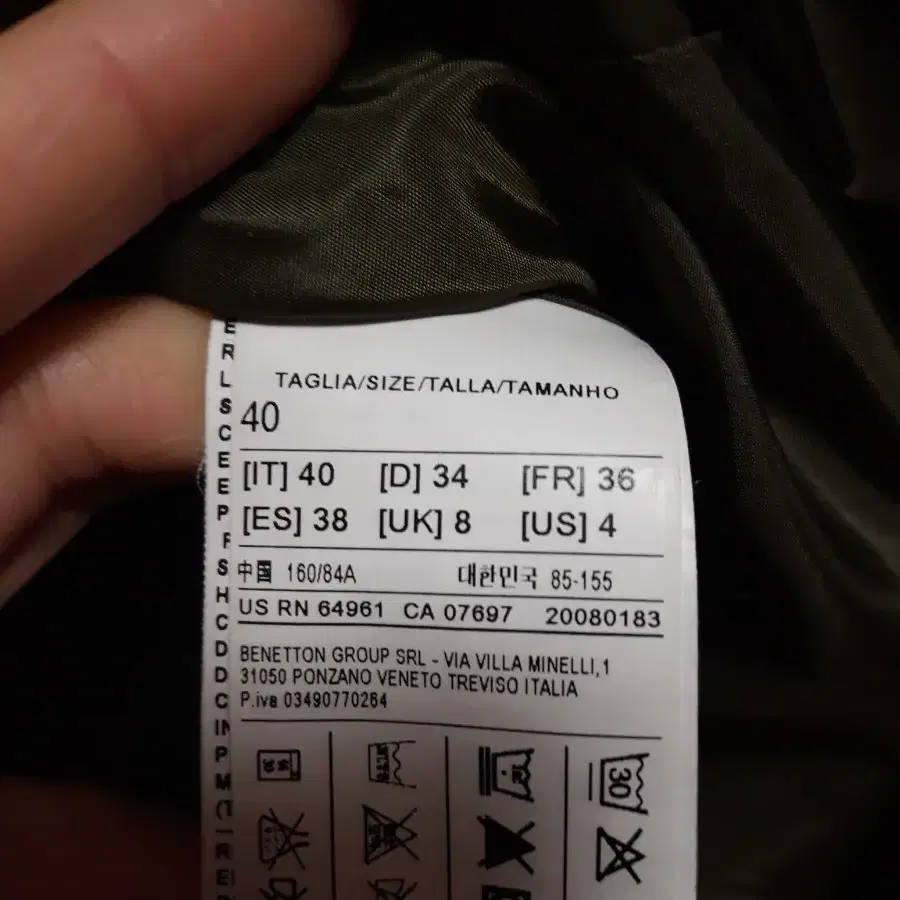 TAGLIA/SIZE/TALLA/TAMANHO
40
[IT] 40 [D] 34 [FR] 36
[ES] 38 [UK] 8 [US] 4
中国 160/84A 대한민국 85-155
US RN 64961 CA 07697 20080183
BENETTON GROUP SRL - VIA VILLA MINELLI,1
31050 PONZANO VENETO TREVISO ITALIA
P.iva 03490770264
30